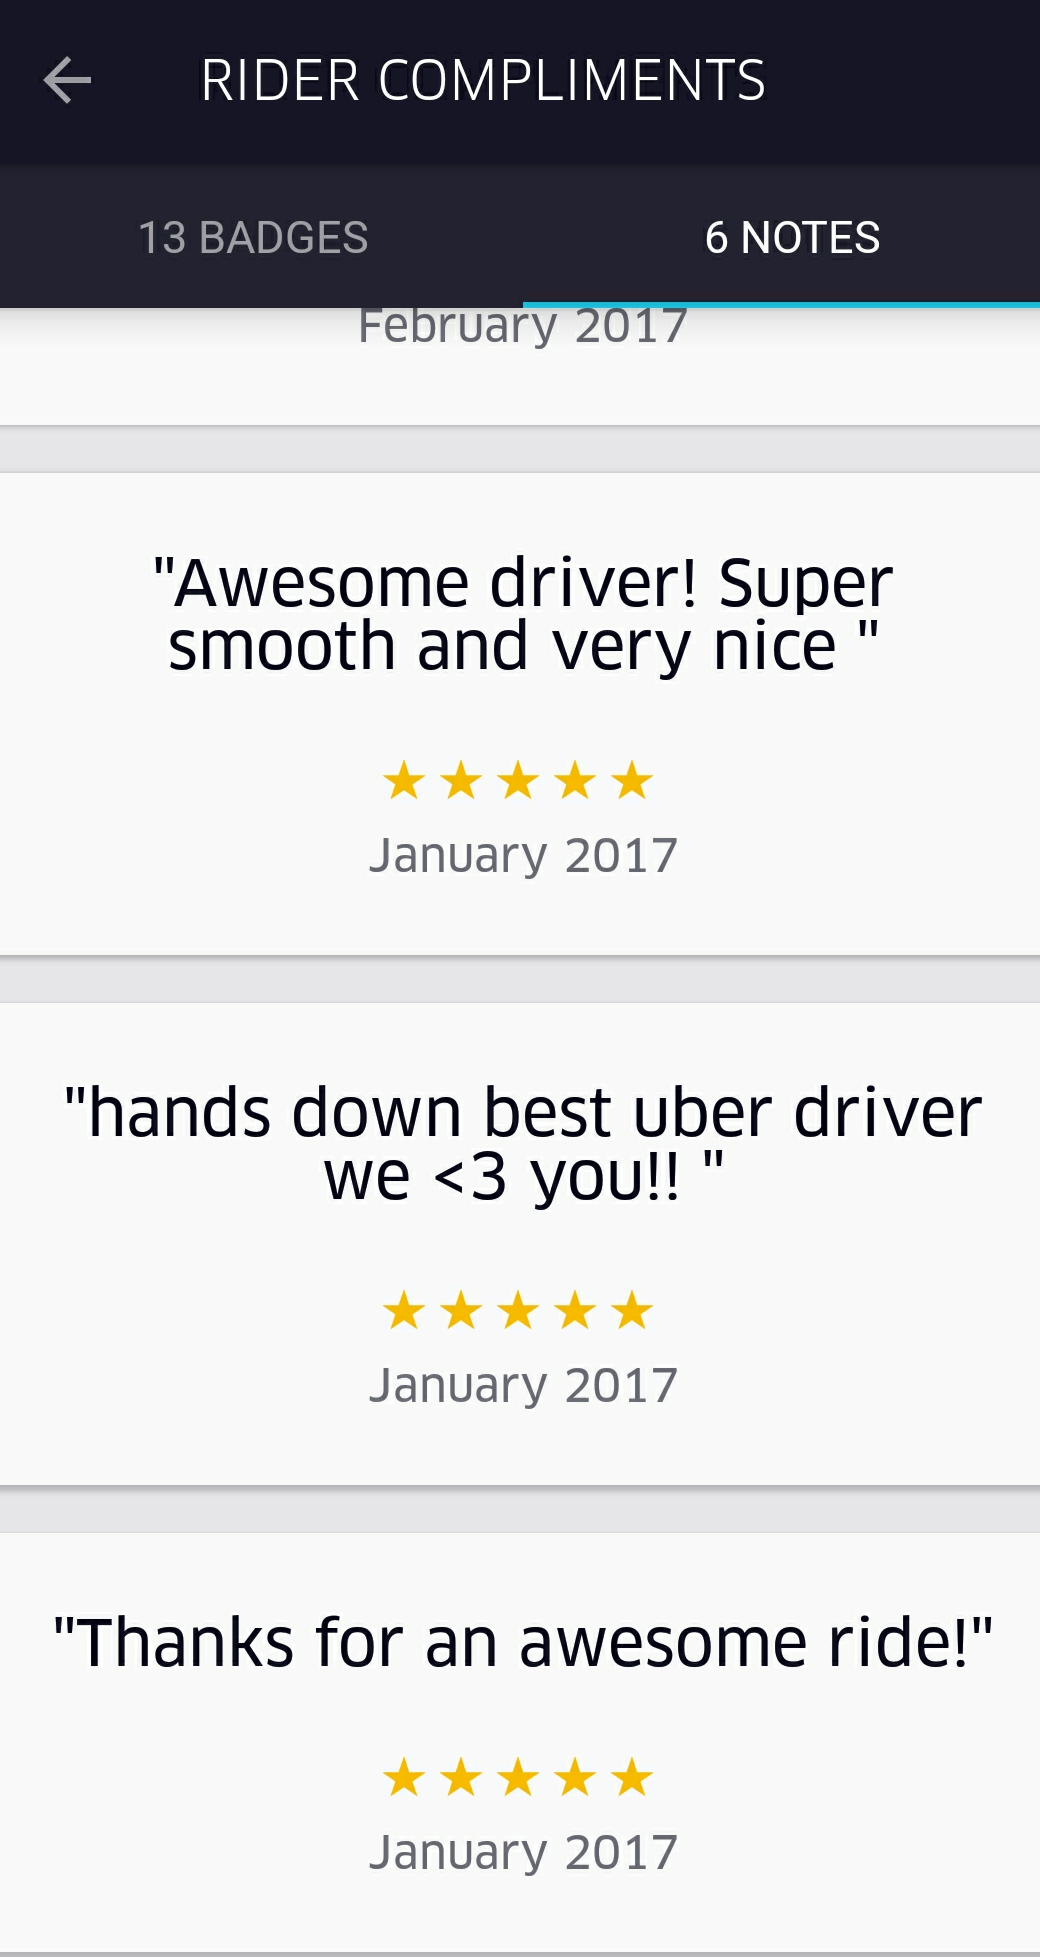 RIDER COMPLIMENTS
13 BADGES
6 NOTES
February 2017
"Awesome driver! Super
smooth and very nice "
January 2017
"hands down best uber driver
we <3 you!! "
January 2017
"Thanks for an awesome ride!"
January 2017